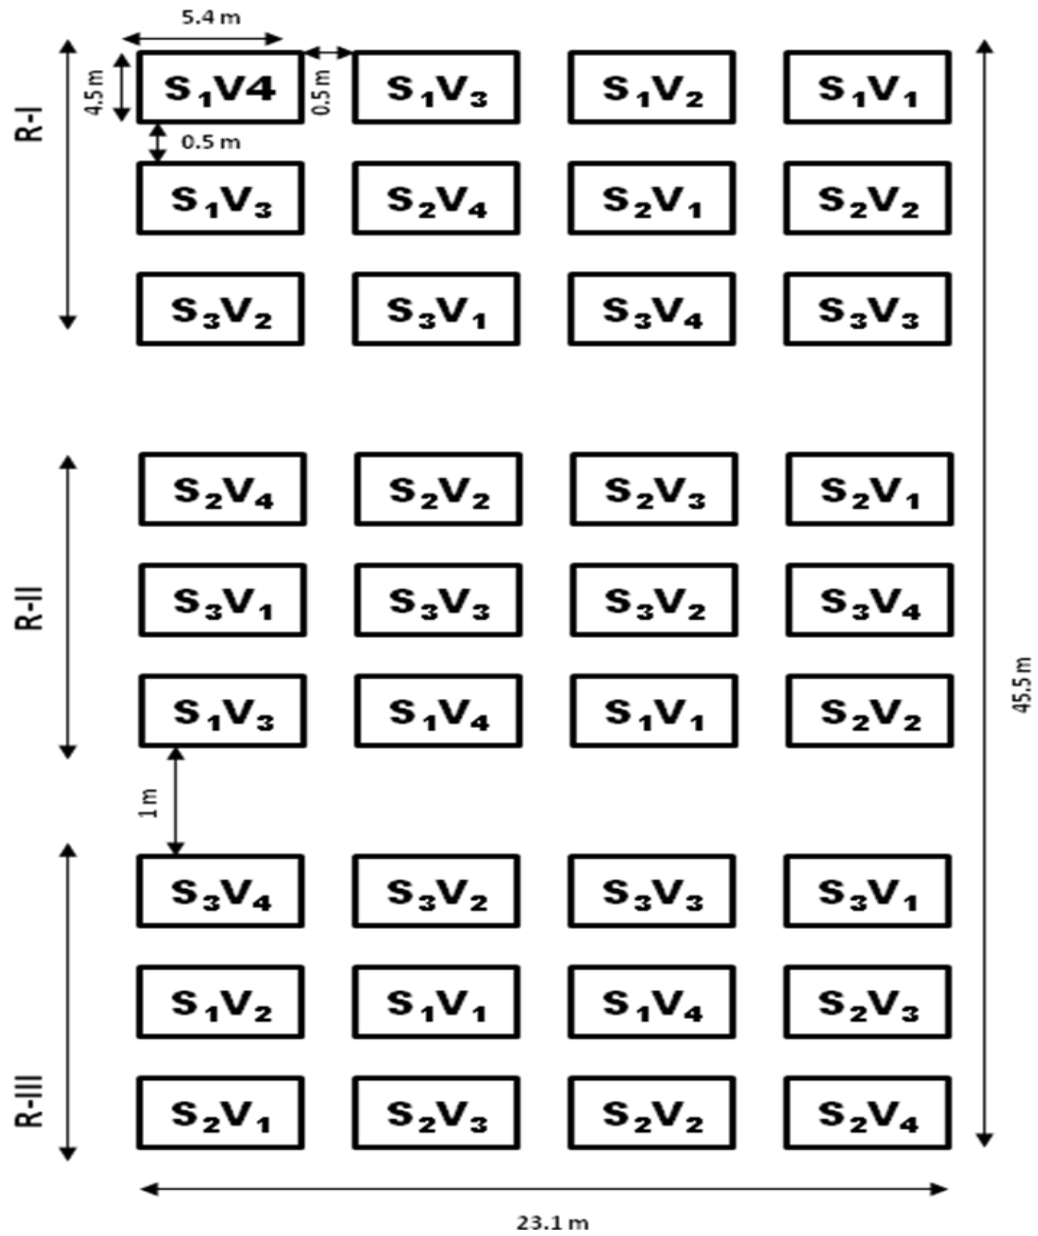 5.4 m
4.5 m
0.5 m
R-I
S₁V4 S₁V₃ S₁V₂ S₁V₁
0.5 m
S₁V₃ S₂V₄ S₂V₁ S₂V₂
S₃V₂ S₃V₁ S₃V₄ S₃V₃
R-II
S₂V₄ S₂V₂ S₂V₃ S₂V₁
S₃V₁ S₃V₃ S₃V₂ S₃V₄
S₁V₃ S₁V₄ S₁V₁ S₂V₂
45.5 m
1 m
R-III
S₃V₄ S₃V₂ S₃V₃ S₃V₁
S₁V₂ S₁V₁ S₁V₄ S₂V₃
S₂V₁ S₂V₃ S₂V₂ S₂V₄
23.1 m